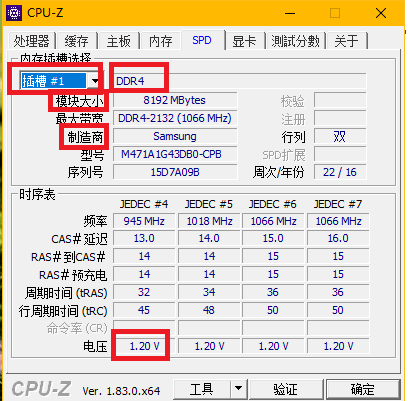 CPU-Z
处理器 缓存 主板 内存 SPD 显卡 测试分数 关于
内存插槽选择
插槽 #1 DDR4
模块大小 8192 MBytes 校验
最大带宽 DDR4-2132 (1066 MHz) 注册
制造商 Samsung 行列 双
型号 M471A1G43DB0-CPB SPD扩展
序列号 15D7A09B 周次/年份 22 / 16
时序表
JEDEC #4 JEDEC #5 JEDEC #6 JEDEC #7
频率 945 MHz 1018 MHz 1066 MHz 1066 MHz
CAS# 延迟 13.0 14.0 15.0 16.0
RAS# 到CAS# 14 14 15 15
RAS# 预充电 14 14 15 15
周期时间 (tRAS) 32 34 36 36
行周期时间 (tRC) 45 48 50 50
命令率 (CR)
电压 1.20 V 1.20 V 1.20 V 1.20 V
CPU-Z Ver. 1.83.0.x64 工具 验证 确定